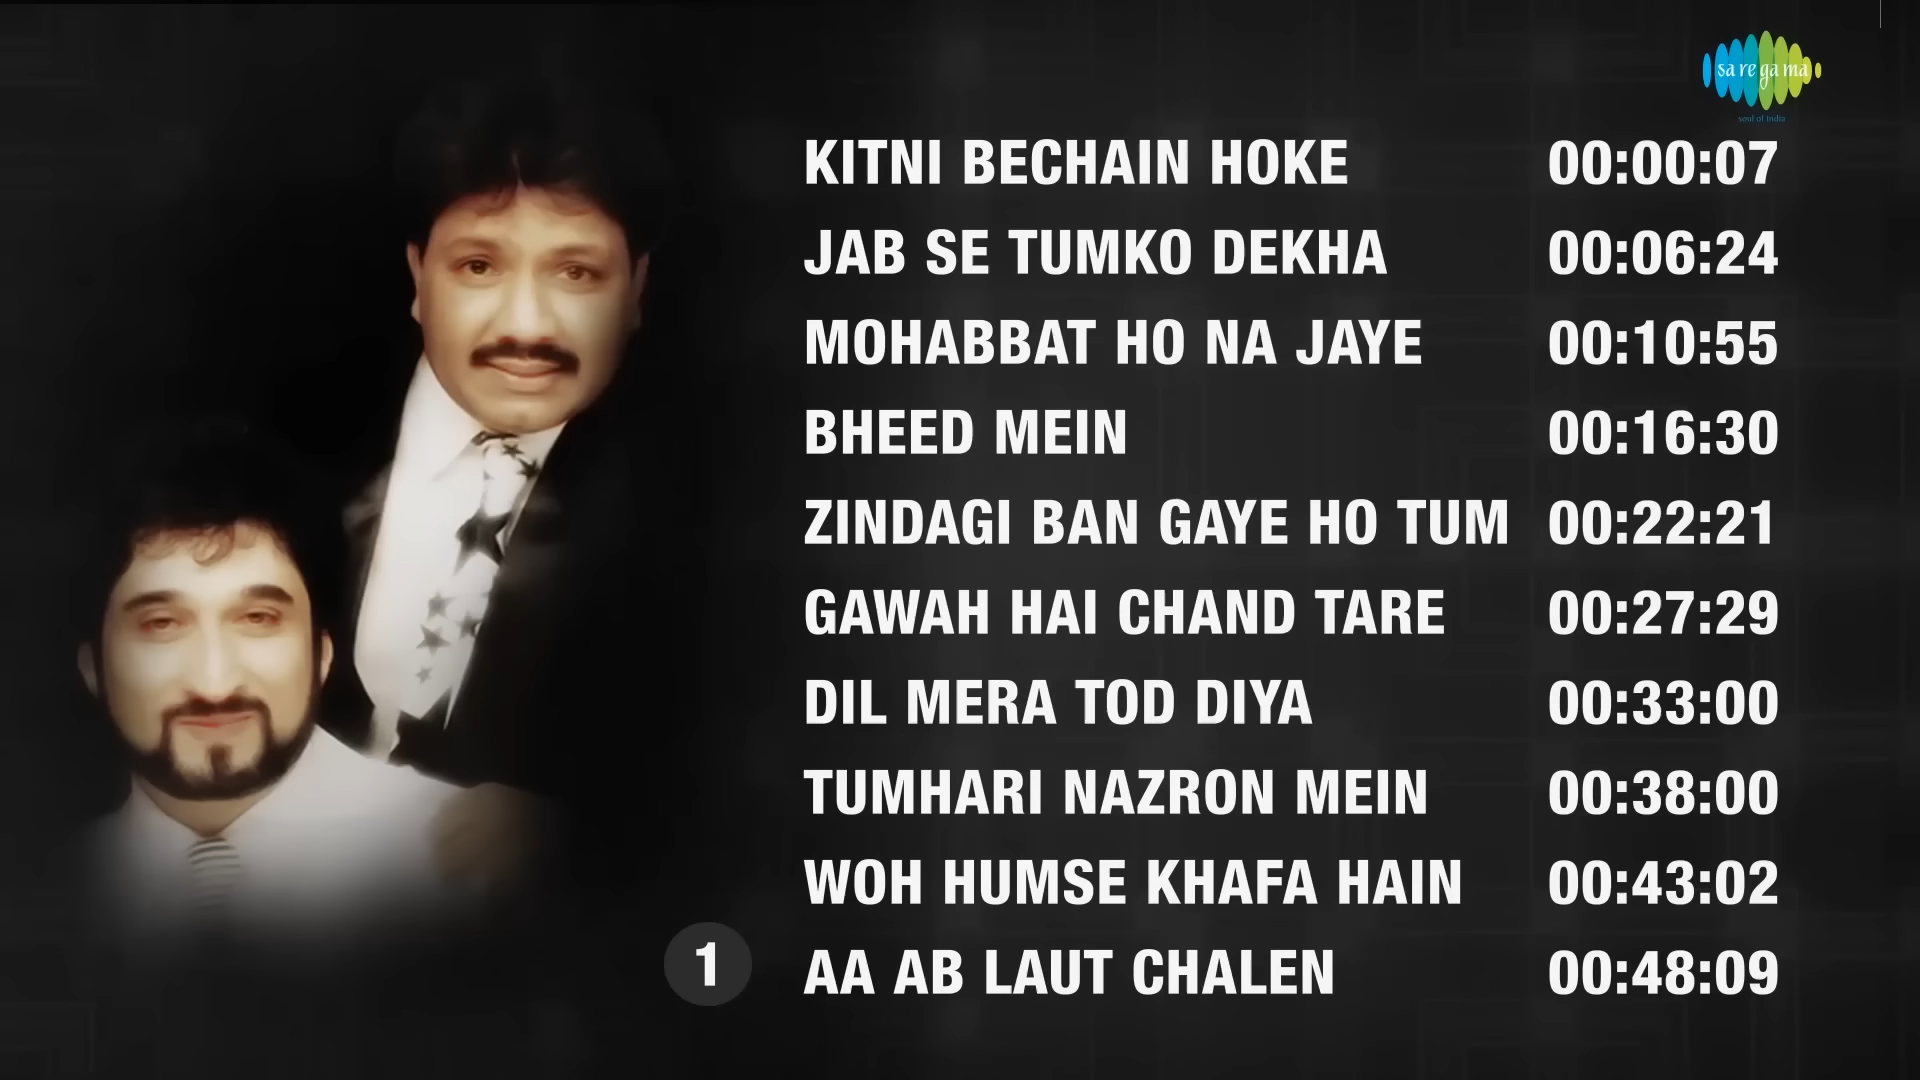 sa re ga ma
soul of India
KITNI BECHAIN HOKE 00:00:07
JAB SE TUMKO DEKHA 00:06:24
MOHABBAT HO NA JAYE 00:10:55
BHEED MEIN 00:16:30
ZINDAGI BAN GAYE HO TUM 00:22:21
GAWAH HAI CHAND TARE 00:27:29
DIL MERA TOD DIYA 00:33:00
TUMHARI NAZRON MEIN 00:38:00
WOH HUMSE KHAFA HAIN 00:43:02
1 AA AB LAUT CHALEN 00:48:09